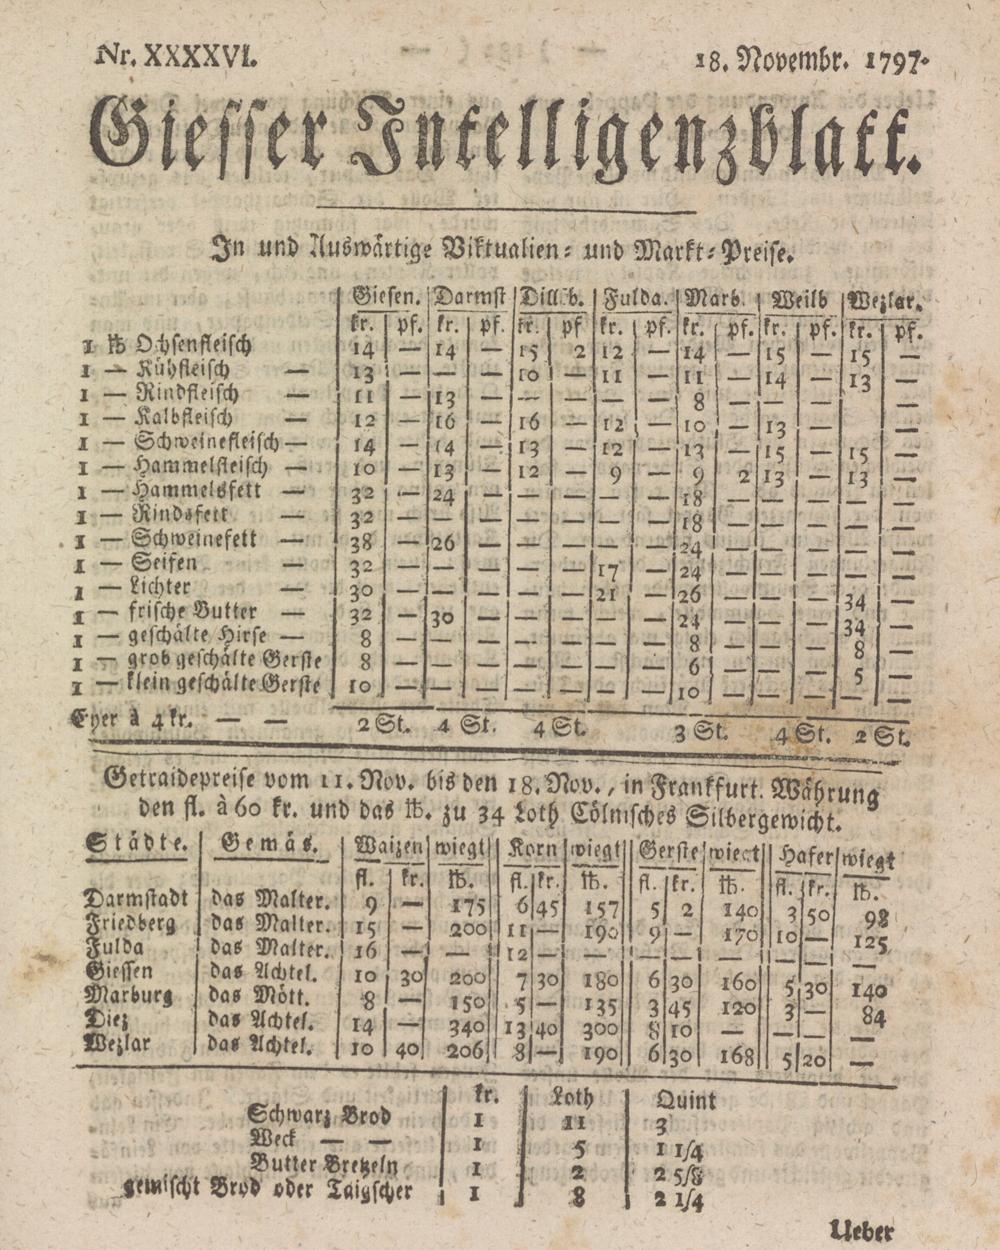 Nr. XXXXVI. 18. Novembr. 1797.
Giesser Intelligenzblatt.
In und Auswärtige Viktualien- und Markt-Preise.
Giesen. Darmst Dillb. Fulda. Marb. Weilb Wezlar.
kr. pf. kr. pf. kr. pf kr. pf. kr. pf. kr. pf. kr. pf.
1 ℔ Ochsenfleisch 14 — 14 — 15 2 12 — 14 — 15 — 15 —
1 — Kühfleisch — 13 — — — 10 — 11 — 11 — 14 — 13 —
1 — Rindfleisch — 11 — 13 — — — — — 8 — — — —
1 — Kalbfleisch — 12 — 16 — 16 — 12 — 10 — 13 — —
1 — Schweinefleisch — 14 — 14 — 13 — 12 — 13 — 15 — 15 —
1 — Hammelfleisch — 10 — 13 — 12 — 9 — 9 2 13 — 13 —
1 — Hammelsfett — 32 — 24 — — — — — 18 — — — — —
1 — Rindsfett — 32 — — — — — — — 18 — — — — —
1 — Schweinefett — 38 — 26 — — — — — 24 — — — — —
1 — Seifen — 32 — — — — — 17 — 24 — — — — —
1 — Lichter 30 — — — — — 21 — 26 — — — 34 —
1 — frische Butter — 32 — 30 — — — — — 24 — — — 34 —
1 — geschälte Hirse — 8 — — — — — — — 8 — — — 8 —
1 — grob geschälte Gerste 8 — — — — — — — 6 — — — 5 —
1 — klein geschälte Gerste 10 — — — — — — — 10 — — — — —
Eyer à 4 kr. — — 2 St. 4 St. 4 St. 3 St. 4 St. 2 St.
Getraidepreise vom 11. Nov. bis den 18. Nov., in Frankfurt. Währung
den fl. à 60 kr. und das ℔. zu 34 Loth Cölnisches Silbergewicht.
Städte. Gemäs. Waizen wiegt Korn wiegt Gerste wiegt Hafer wiegt
fl. kr. ℔. fl. kr. ℔. fl. kr. ℔. fl. kr. ℔.
Darmstadt das Malter. 9 — 175 6 45 157 5 2 140 3 50 98
Friedberg das Malter. 15 — 200 11 — 190 9 — 170 10 — 125
Fulda das Malter. 16 — — 12 — — — — — — — —
Giessen das Achtel. 10 30 200 7 30 180 6 30 160 5 30 140
Marburg das Mött. 8 — 150 5 — 135 3 45 120 3 — 84
Diez das Achtel. 14 — 340 13 40 300 8 10 — — — —
Wezlar das Achtel. 10 40 206 8 — 190 6 30 168 5 20 —
kr. Loth Quint
Schwarz Brod 1 11 3
Weck — — 1 5 1 1/4
Butter Bretzeln 1 2 2 5/8
gemischt Brod oder Taigscher 1 8 2 1/4
Ueber